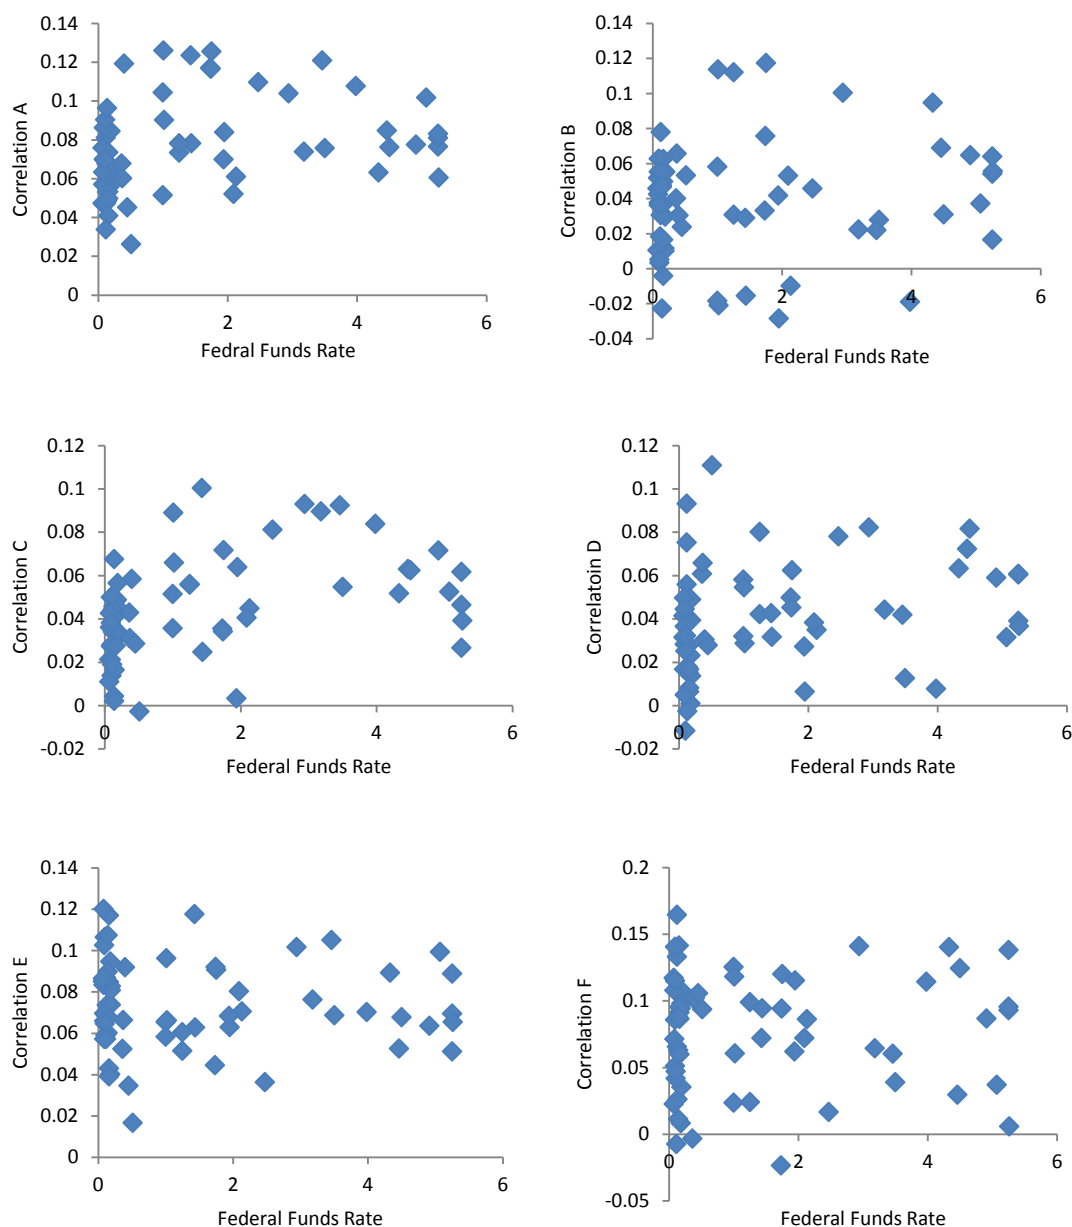 0.14
0.12
0.1
0.08
0.06
0.04
0.02
0
0 2 4 6
Correlation A
Fedral Funds Rate
0.14
0.12
0.1
0.08
0.06
0.04
0.02
0
-0.02
-0.04
0 2 4 6
Correlation B
Federal Funds Rate
0.12
0.1
0.08
0.06
0.04
0.02
0
-0.02
0 2 4 6
Correlation C
Federal Funds Rate
0.12
0.1
0.08
0.06
0.04
0.02
0
-0.02
0 2 4 6
Correlatoin D
Federal Funds Rate
0.14
0.12
0.1
0.08
0.06
0.04
0.02
0
0 2 4 6
Correlation E
Federal Funds Rate
0.2
0.15
0.1
0.05
0
-0.05
0 2 4 6
Correlation F
Federal Funds Rate